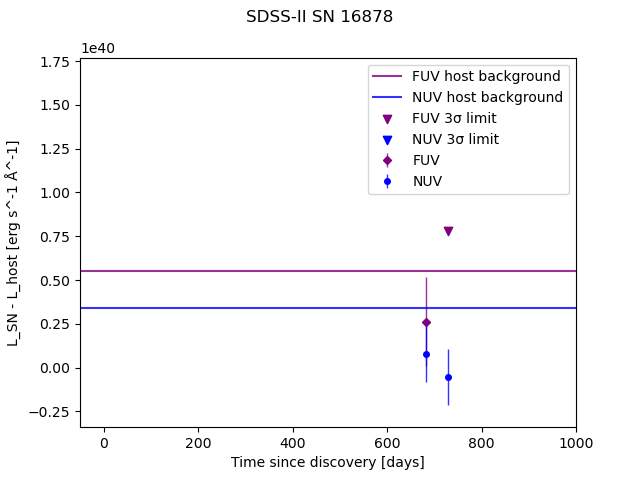 SDSS-II SN 16878
1e40
1.75
1.50
1.25
1.00
0.75
0.50
0.25
0.00
−0.25
L_SN - L_host [erg s^-1 Å^-1]
FUV host background
NUV host background
FUV 3σ limit
NUV 3σ limit
FUV
NUV
0 200 400 600 800 1000
Time since discovery [days]